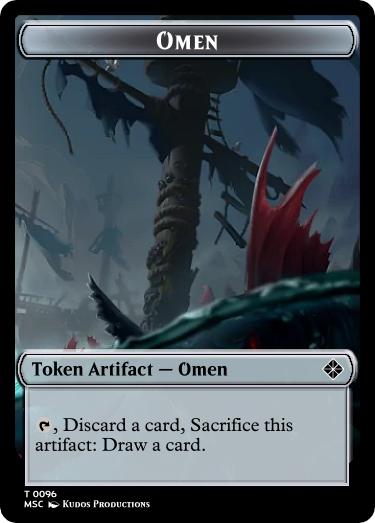 Omen
Token Artifact — Omen
, Discard a card, Sacrifice this
artifact: Draw a card.
T 0096
MSC Kudos Productions